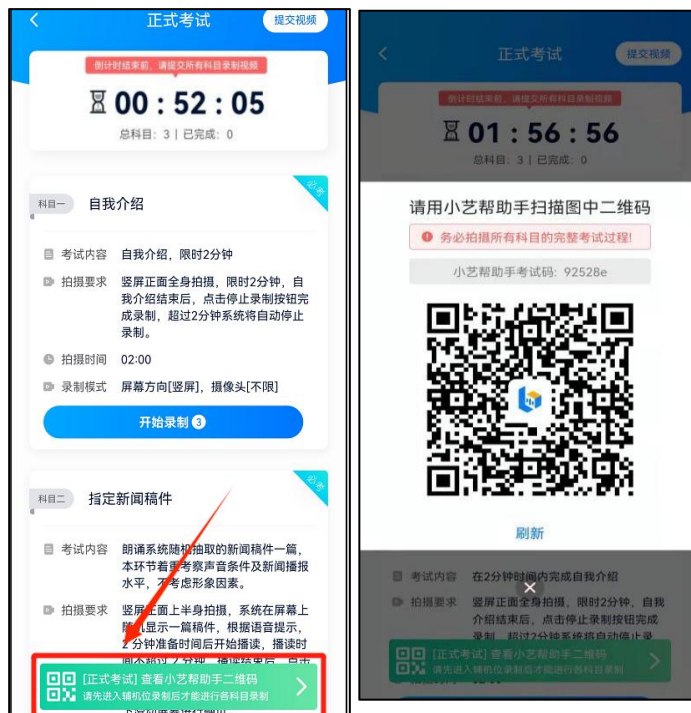 正式考试
提交视频
倒计时结束前，请提交所有科目录制视频
00 : 52 : 05
总科目：3 | 已完成：0
科目一
自我介绍
必考
考试内容
自我介绍，限时2分钟
拍摄要求
竖屏正面全身拍摄，限时2分钟，自
我介绍结束后，点击停止录制按钮完
成录制，超过2分钟系统将自动停止
录制。
拍摄时间
02:00
录制模式
屏幕方向[竖屏]，摄像头[不限]
开始录制 3
科目二
指定新闻稿件
必考
考试内容
朗诵系统随机抽取的新闻稿件一篇，
本环节着重考察声音条件及新闻播报
水平，不考虑形象因素。
拍摄要求
竖屏正面上半身拍摄，系统在屏幕上
随机显示一篇稿件，根据语音提示，
2 分钟准备时间后开始播读，播读时
间不超过 2 分钟，播读结束后，点击
[正式考试] 查看小艺帮助手二维码
请先进入辅机位录制后才能进行各科目录制
正式考试
提交视频
倒计时结束前，请提交所有科目录制视频
01 : 56 : 56
总科目：3 | 已完成：0
请用小艺帮助手扫描图中二维码
务必拍摄所有科目的完整考试过程!
小艺帮助手考试码：92528e
刷新
考试内容
在2分钟时间内完成自我介绍
拍摄要求
竖屏正面全身拍摄，限时2分钟，自我
介绍结束后，点击停止录制按钮完成
录制，超过2分钟系统将自动停止录
[正式考试] 查看小艺帮助手二维码
请先进入辅机位录制后才能进行各科目录制